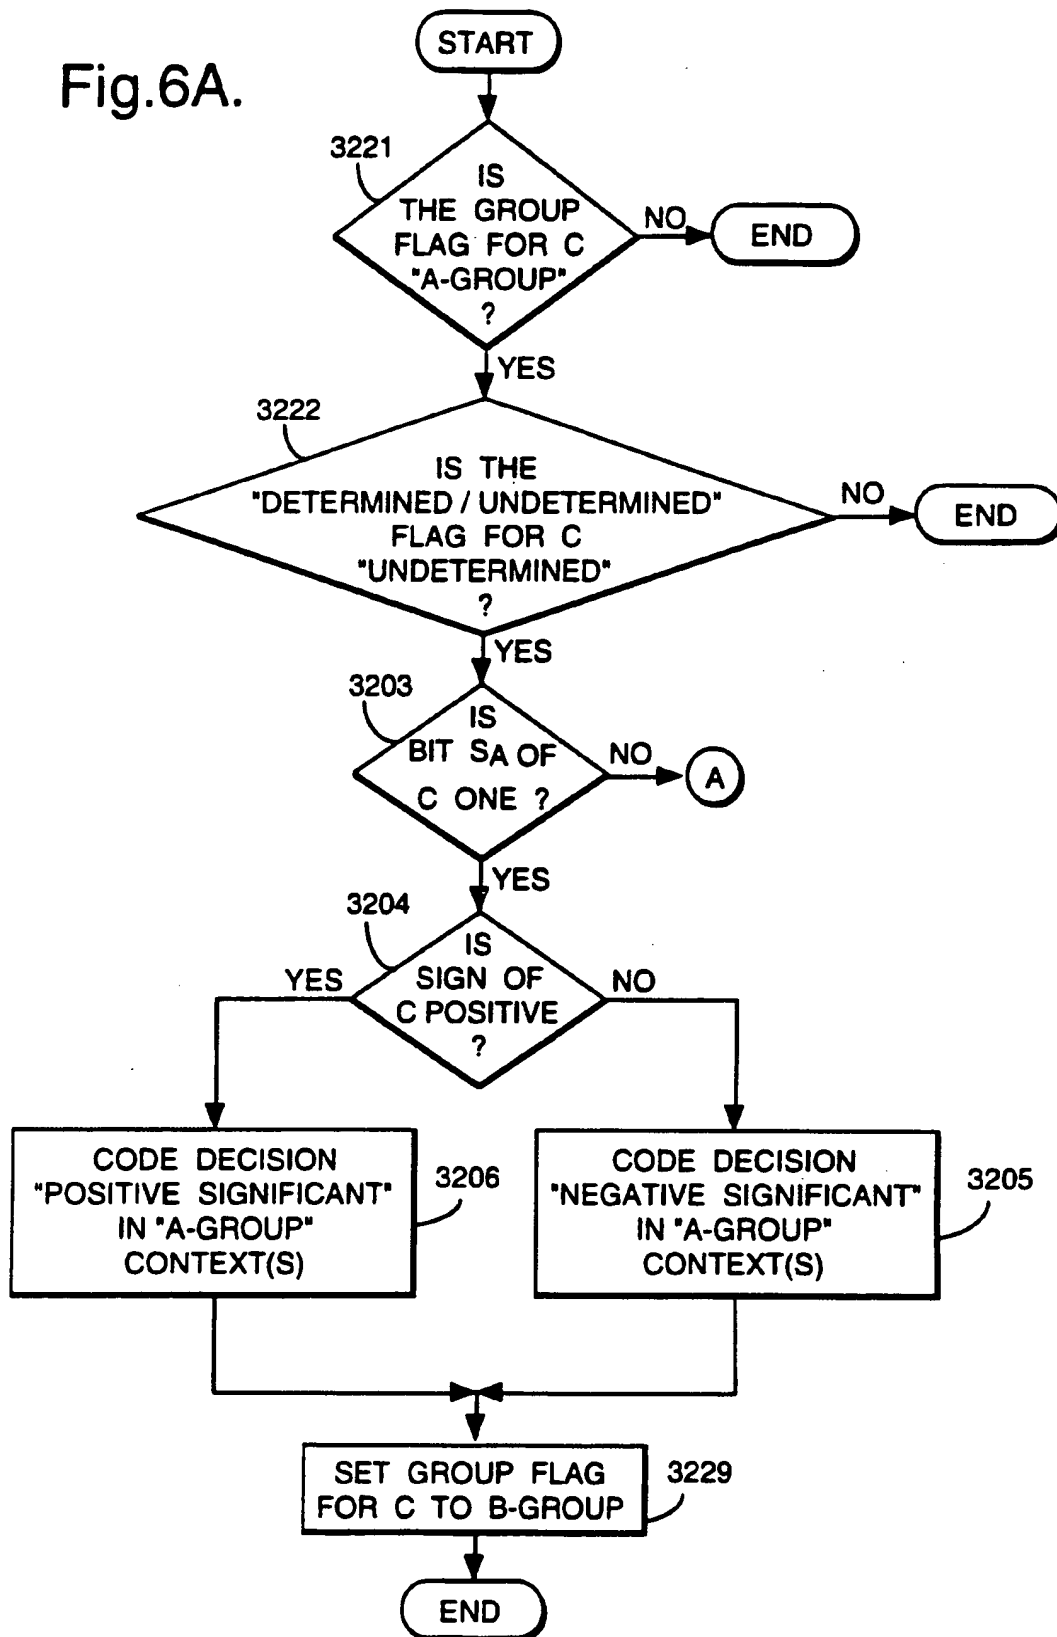 START
Fig.6A.
3221
IS
THE GROUP
FLAG FOR C
"A-GROUP"
?
NO
END
YES
3222
IS THE
"DETERMINED / UNDETERMINED"
FLAG FOR C
"UNDETERMINED"
?
NO
END
YES
3203
IS
BIT SA OF
C ONE ?
NO
A
YES
3204
IS
SIGN OF
C POSITIVE
?
YES
NO
CODE DECISION
"POSITIVE SIGNIFICANT"
IN "A-GROUP"
CONTEXT(S)
3206
CODE DECISION
"NEGATIVE SIGNIFICANT"
IN "A-GROUP"
CONTEXT(S)
3205
SET GROUP FLAG
FOR C TO B-GROUP
3229
END